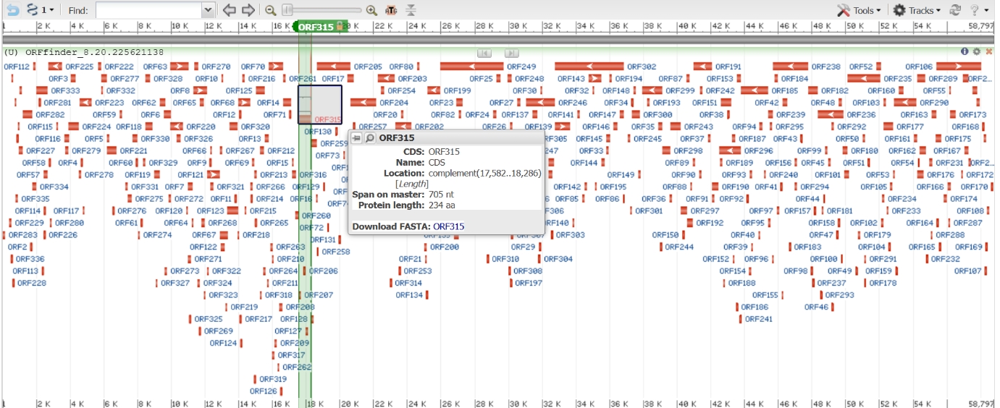 1 Find: Tools Tracks ?
ORF315
1 2 K 4 K 6 K 8 K 10 K 12 K 14 K 16 K 20 K 22 K 24 K 26 K 28 K 30 K 32 K 34 K 36 K 38 K 40 K 42 K 44 K 46 K 48 K 50 K 52 K 54 K 58,797
(U) ORFfinder_8.20.225621138
ORF112 ORF225 ORF222 ORF63 ORF270 ORF70 ORF205 ORF80 ORF249 ORF302 ORF191 ORF238 ORF52 ORF106
ORF3 ORF277 ORF328 ORF10 ORF216 ORF261 ORF17 ORF203 ORF25 ORF248 ORF143 ORF194 ORF87 ORF153 ORF184 ORF235 ORF289 ORF2...
ORF333 ORF332 ORF8 ORF125 ORF254 ORF199 ORF30 ORF32 ORF148 ORF299 ORF242 ORF182 ORF160 ORF55
ORF281 ORF223 ORF62 ORF68 ORF14 ORF204 ORF23 ORF27 ORF246 ORF34 ORF193 ORF151 ORF185 ORF236 ORF290
ORF282 ORF59 ORF6 ORF12 ORF71 ORF315 ORF20 ORF82 ORF24 ORF137 ORF141 ORF147 ORF300 ORF38 ORF239 ORF296 ORF163 ORF173
ORF115 ORF224 ORF118 ORF220 ORF320 ORF257 ORF202 ORF26 ORF139 ORF146 ORF35 ORF243 ORF94 ORF295 ORF292 ORF177 ORF168
ORF116 ORF5 ORF330 ORF326 ORF13 ORF130 ORF305 ORF145 ORF240 ORF37 ORF187 ORF43 ORF161 ORF175
ORF227 ORF279 ORF221 ORF66 ORF267 ORF212 ORF259 ORF247 ORF33 ORF298 ORF296 ORF99 ORF180 ORF162 ORF167
ORF58 ORF4 ORF60 ORF329 ORF9 ORF69 ORF15 ORF73 ORF144 ORF89 ORF45 ORF51 ORF50 ORF54 ORF176
ORF57 ORF278 ORF119 ORF121 ORF213 ORF316 ORF149 ORF90 ORF93 ORF240 ORF101 ORF53 ORF166
ORF334 ORF331 ORF7 ORF321 ORF266 ORF129 ORF142 ORF188 ORF190 ORF41 ORF294 ORF196 ORF170
ORF335 ORF275 ORF272 ORF11 ORF214 ORF16 ORF85 ORF86 ORF36 ORF91 ORF92 ORF44 ORF105 ORF174
ORF114 ORF117 ORF276 ORF120 ORF123 ORF215 ORF260 ORF307 ORF301 ORF297 ORF97 ORF157 ORF181 ORF102 ORF108
ORF229 ORF280 ORF61 ORF64 ORF268 ORF265 ORF72 ORF140 ORF192 ORF95 ORF158 ORF48 ORF164 ORF287
ORF283 ORF226 ORF274 ORF67 ORF218 ORF131 ORF303 ORF150 ORF40 ORF47 ORF179 ORF288
ORF2 ORF122 ORF263 ORF258 ORF200 ORF29 ORF244 ORF39 ORF183 ORF104 ORF165 ORF169
ORF336 ORF271 ORF210 ORF21 ORF310 ORF304 ORF152 ORF96 ORF100 ORF291 ORF232
ORF113 ORF273 ORF322 ORF264 ORF206 ORF253 ORF308 ORF154 ORF98 ORF49 ORF159 ORF107
ORF228 ORF327 ORF324 ORF211 ORF314 ORF197 ORF188 ORF237 ORF178
ORF323 ORF318 ORF207 ORF134 ORF155 ORF293
ORF219 ORF208 ORF186 ORF46
ORF325 ORF217 ORF128 ORF241
ORF269 ORF127
ORF124 ORF209
ORF317
ORF262
ORF319
ORF126
ORF315
CDS: ORF315
Name: CDS
Location: complement(17,582..18,286)
[Length]
Span on master: 705 nt
Protein length: 234 aa
Download FASTA: ORF315
1 2 K 4 K 6 K 8 K 10 K 12 K 14 K 16 K 18 K 20 K 22 K 24 K 26 K 28 K 30 K 32 K 34 K 36 K 38 K 40 K 42 K 44 K 46 K 48 K 50 K 52 K 54 K 58,797